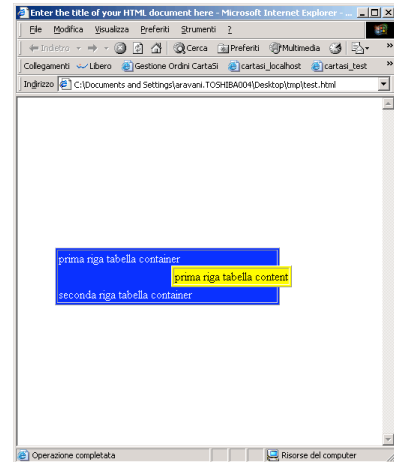 Enter the title of your HTML document here - Microsoft Internet Explorer - ...
File Modifica Visualizza Preferiti Strumenti ?
Indietro Cerca Preferiti Multimedia »
Collegamenti Libero Gestione Ordini CartaSi cartasi_localhost cartasi_test »
Indirizzo C:\Documents and Settings\aravani.TOSHIBA004\Desktop\tmp\test.html
prima riga tabella container
prima riga tabella content
seconda riga tabella container
Operazione completata Risorse del computer